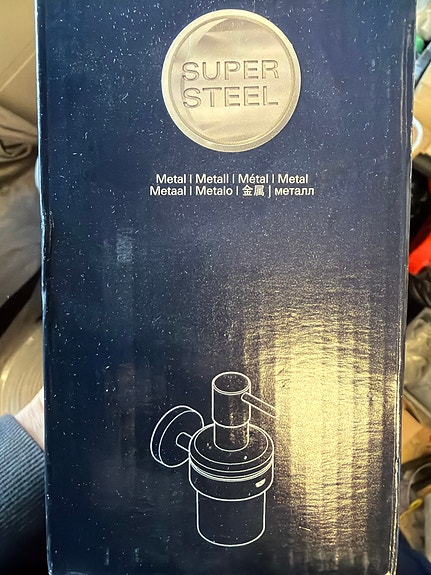 SUPER
STEEL
Metal | Metall | Métal | Metal
Metaal | Metalo | 金属 | металл